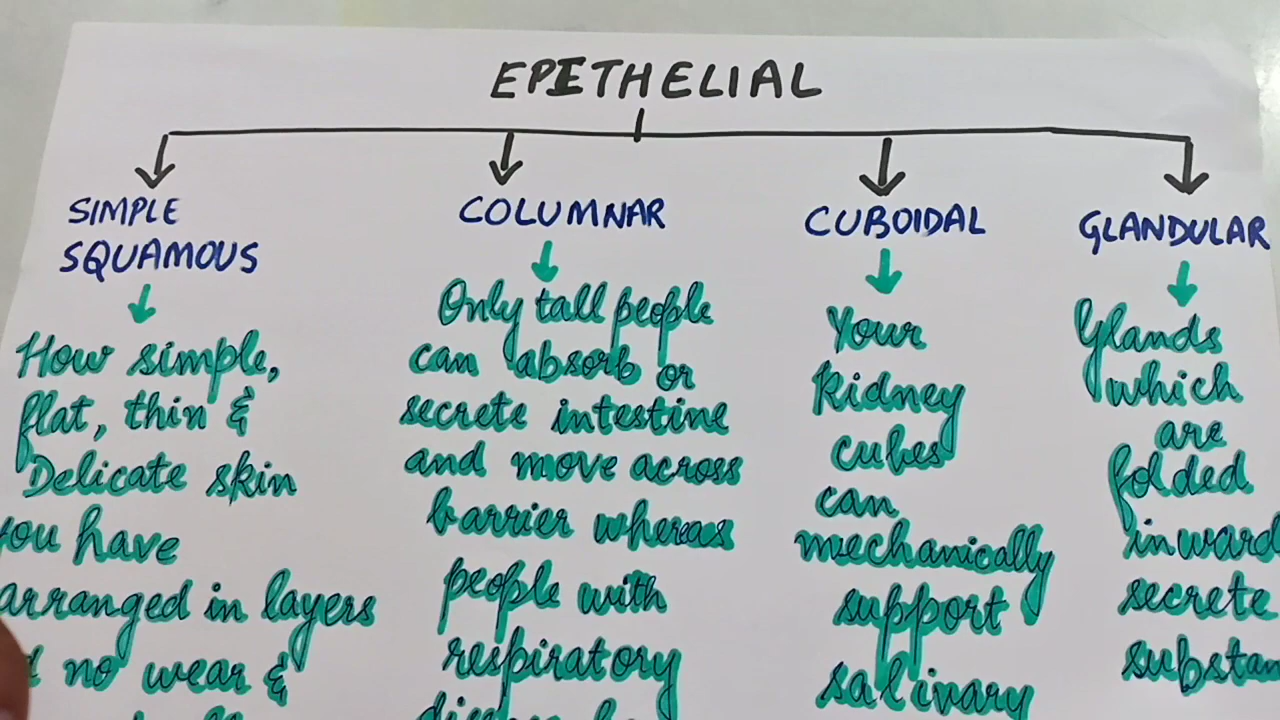 EPITHELIAL
SIMPLE
SQUAMOUS
How simple,
flat, thin &
Delicate skin
you have
arranged in layers
no wear &
COLUMNAR
Only tall people
can absorb or
secrete intestine
and move across
barrier whereas
people with
respiratory
CUBOIDAL
Your
kidney
cubes
can
mechanically
support
salivary
GLANDULAR
Glands
which
are
folded
inward
secrete
substan